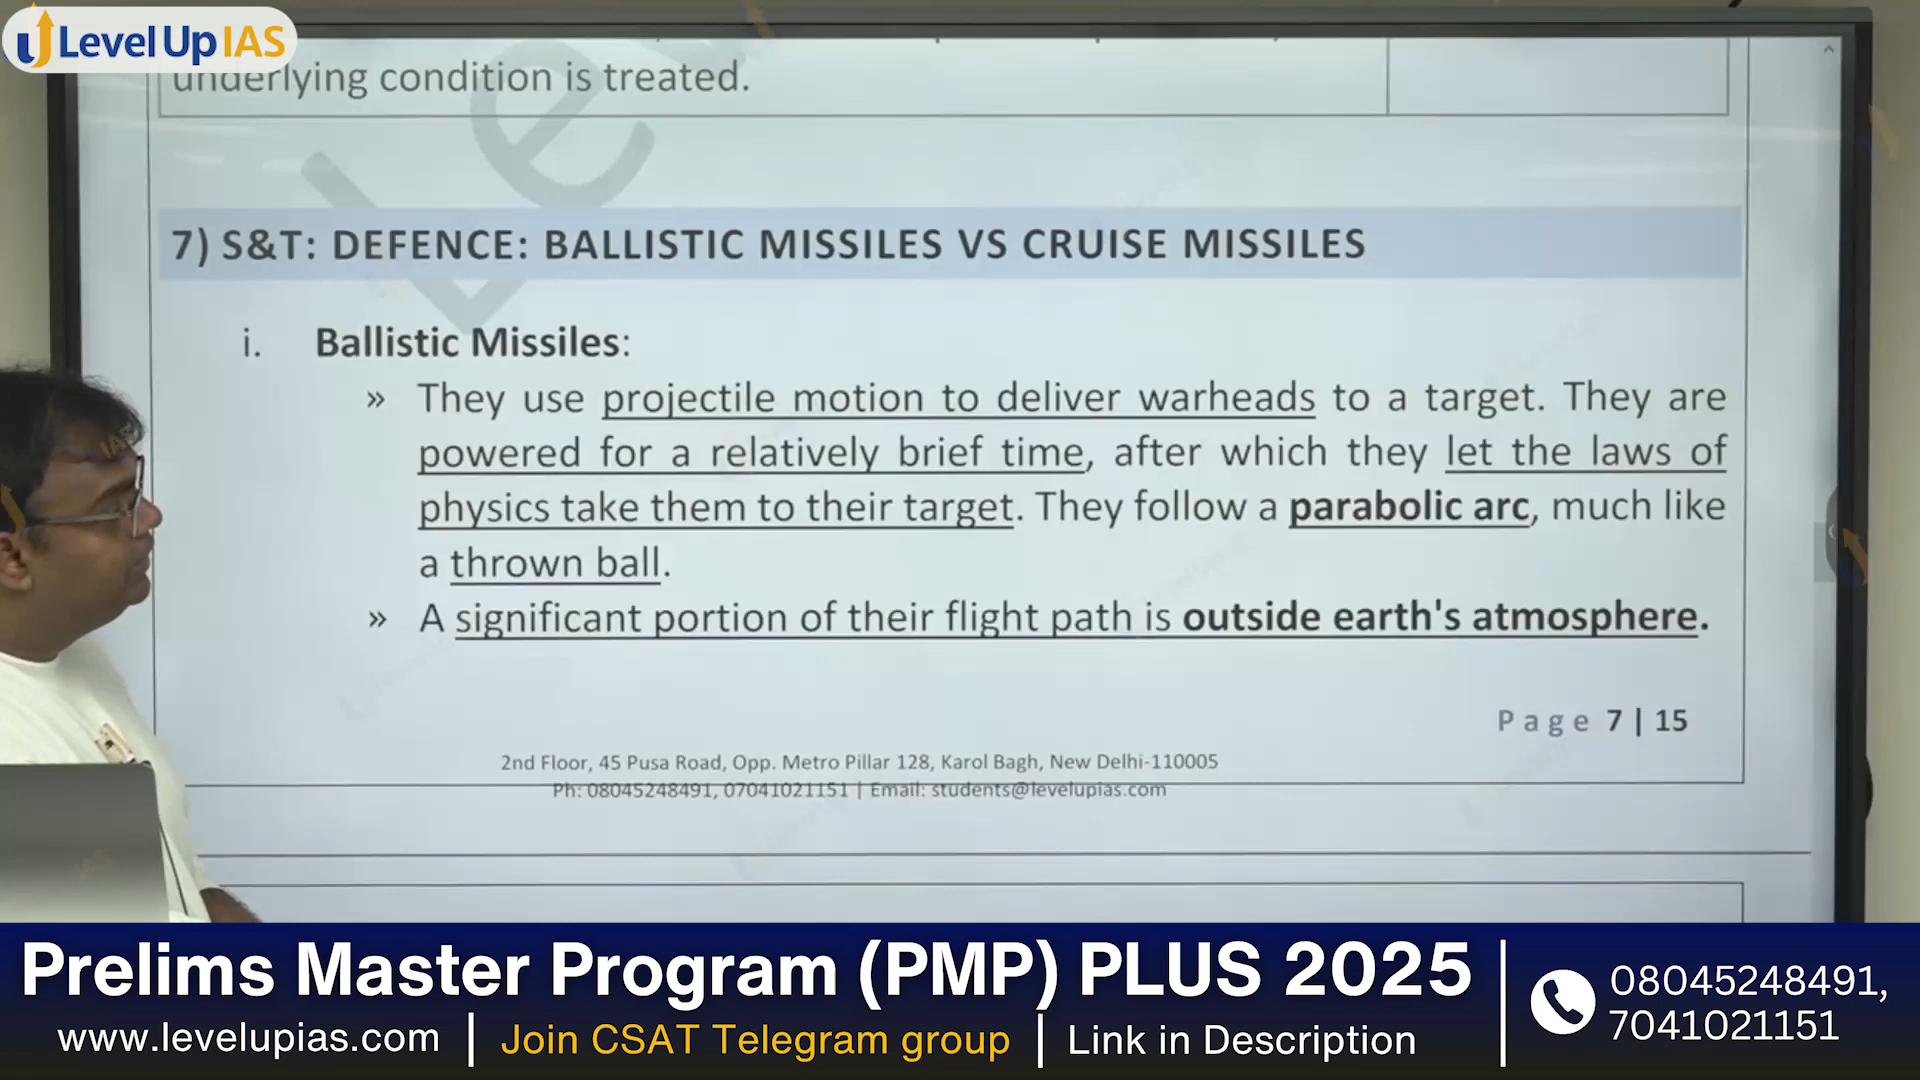 Level Up IAS
underlying condition is treated.
7) S&T: DEFENCE: BALLISTIC MISSILES VS CRUISE MISSILES
i. Ballistic Missiles:
» They use projectile motion to deliver warheads to a target. They are
powered for a relatively brief time, after which they let the laws of
physics take them to their target. They follow a parabolic arc, much like
a thrown ball.
» A significant portion of their flight path is outside earth's atmosphere.
Page 7 | 15
2nd Floor, 45 Pusa Road, Opp. Metro Pillar 128, Karol Bagh, New Delhi-110005
Ph: 08045248491, 07041021151 | Email: students@levelupias.com
Prelims Master Program (PMP) PLUS 2025
08045248491,
7041021151
www.levelupias.com | Join CSAT Telegram group | Link in Description